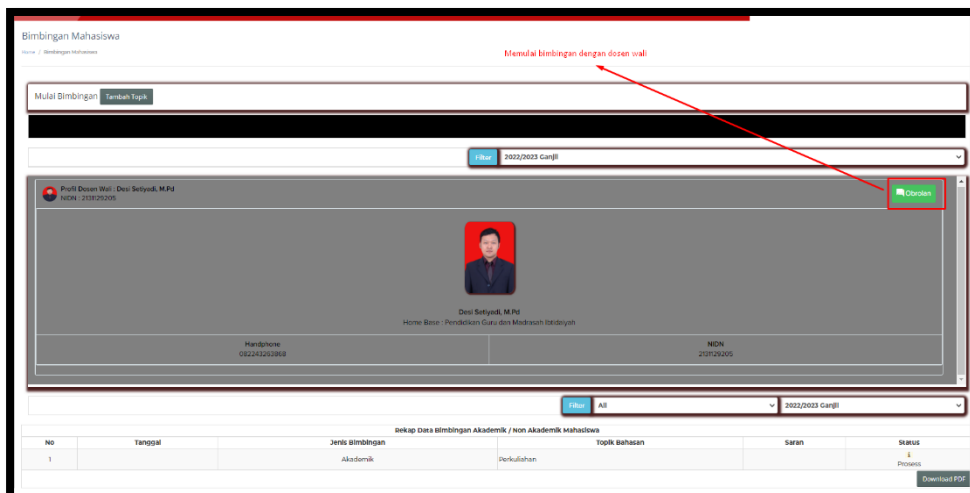 Bimbingan Mahasiswa
Home / Bimbingan Mahasiswa
Memulai bimbingan dengan dosen wali
Mulai Bimbingan Tambah Topik
Filter 2022/2023 Ganjil
Profil Dosen Wali : Desi Setiyadi, M.Pd
NIDN : 2131129205
Obrolan
Desi Setiyadi, M.Pd
Home Base : Pendidikan Guru dan Madrasah Ibtidaiyah
Handphone NIDN
082243263868 2131129205
Filter All 2022/2023 Ganjil
Rekap Data Bimbingan Akademik / Non Akademik Mahasiswa
No Tanggal Jenis Bimbingan Topik Bahasan Saran Status
1 Akademik Perkuliahan Prosess
Download PDF